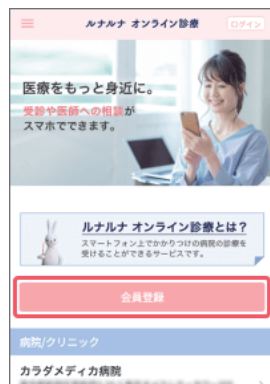 ルナルナ オンライン診療
ログイン
医療をもっと身近に。
受診や医師への相談が
スマホでできます。
ルナルナ オンライン診療とは?
スマートフォン上でかかりつけの病院の診療を
受けることができるサービスです。
会員登録
病院/クリニック
カラダメディカ病院